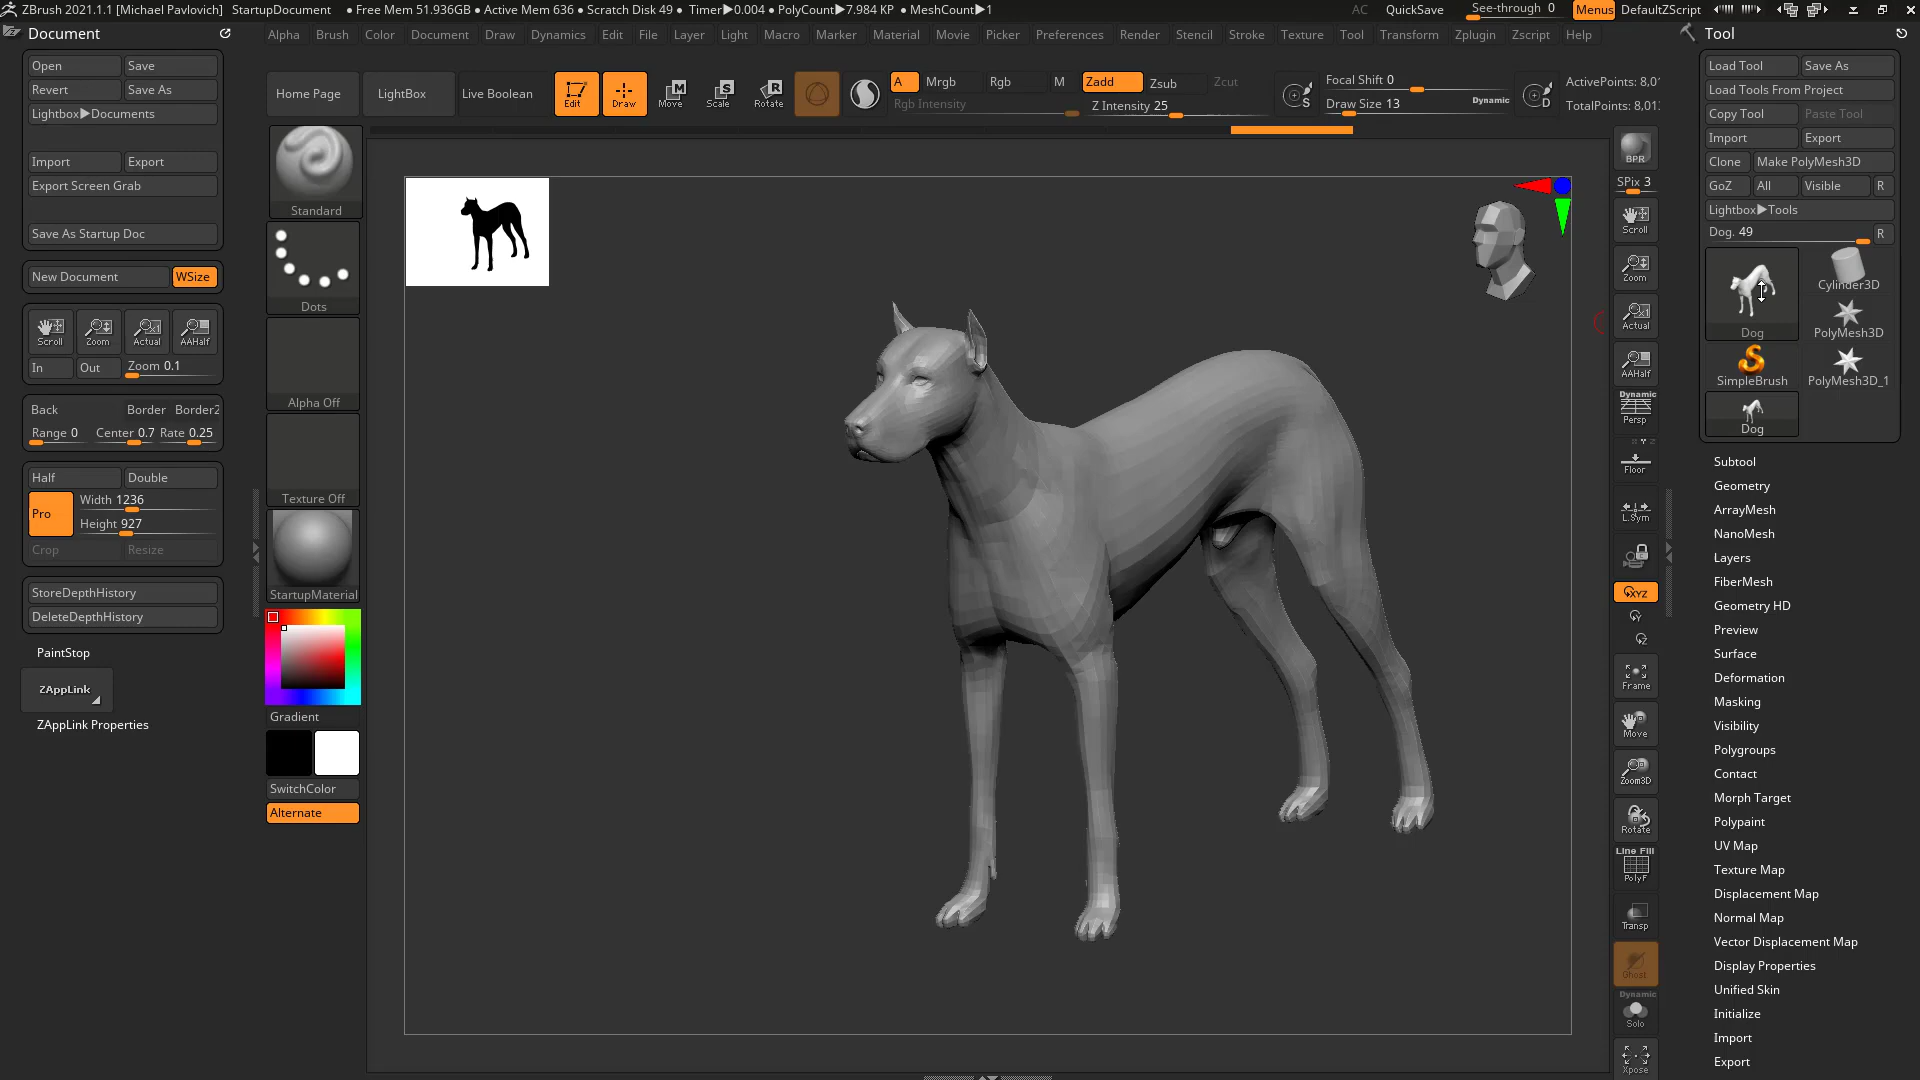 ZBrush 2021.1.1 [Michael Pavlovich] StartupDocument • Free Mem 51.936GB • Active Mem 636 • Scratch Disk 49 • Timer▶0.004 • PolyCount▶7.984 KP • MeshCount▶1 AC QuickSave See-through 0 Menus DefaultZScript
Document
Alpha Brush Color Document Draw Dynamics Edit File Layer Light Macro Marker Material Movie Picker Preferences Render Stencil Stroke Texture Tool Transform Zplugin Zscript Help
Tool
Open Save
Revert Save As
Lightbox▶Documents
Import Export
Export Screen Grab
Save As Startup Doc
New Document WSize
Scroll Zoom Actual AAHalf
In Out Zoom 0.1
Back Border Border2
Range 0 Center 0.7 Rate 0.25
Half Double
Pro Width 1236
Height 927
Crop Resize
StoreDepthHistory
DeleteDepthHistory
PaintStop
ZAppLink
ZAppLink Properties
Home Page LightBox Live Boolean Edit Draw Move Scale Rotate
A Mrgb Rgb M Zadd Zsub Zcut
Rgb Intensity Z Intensity 25
S Focal Shift 0
Draw Size 13 Dynamic
D ActivePoints: 8,01
TotalPoints: 8,01
Standard
Dots
Alpha Off
Texture Off
StartupMaterial
Gradient
SwitchColor
Alternate
BPR
SPix 3
Scroll
Zoom
Actual
AAHalf
Dynamic
Persp
Floor
L.Sym
XYZ
Y
Z
Frame
Move
Zoom3D
Rotate
Line Fill
PolyF
Transp
Ghost
Dynamic
Solo
Xpose
Load Tool Save As
Load Tools From Project
Copy Tool Paste Tool
Import Export
Clone Make PolyMesh3D
GoZ All Visible R
Lightbox▶Tools
Dog. 49 R
Dog Cylinder3D
PolyMesh3D
SimpleBrush PolyMesh3D_1
Dog
Subtool
Geometry
ArrayMesh
NanoMesh
Layers
FiberMesh
Geometry HD
Preview
Surface
Deformation
Masking
Visibility
Polygroups
Contact
Morph Target
Polypaint
UV Map
Texture Map
Displacement Map
Normal Map
Vector Displacement Map
Display Properties
Unified Skin
Initialize
Import
Export